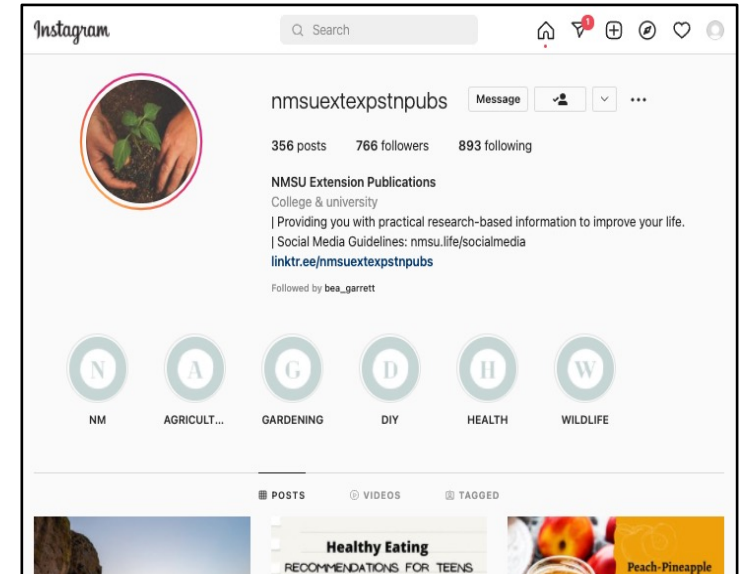 Instagram
Search
1
nmsuextexpstnpubs Message
356 posts 766 followers 893 following
NMSU Extension Publications
College & university
| Providing you with practical research-based information to improve your life.
| Social Media Guidelines: nmsu.life/socialmedia
linktr.ee/nmsuextexpstnpubs
Followed by bea_garrett
N A G D H W
NM AGRICULT... GARDENING DIY HEALTH WILDLIFE
POSTS VIDEOS TAGGED
Healthy Eating
RECOMMENDATIONS FOR TEENS
Peach-Pineapple